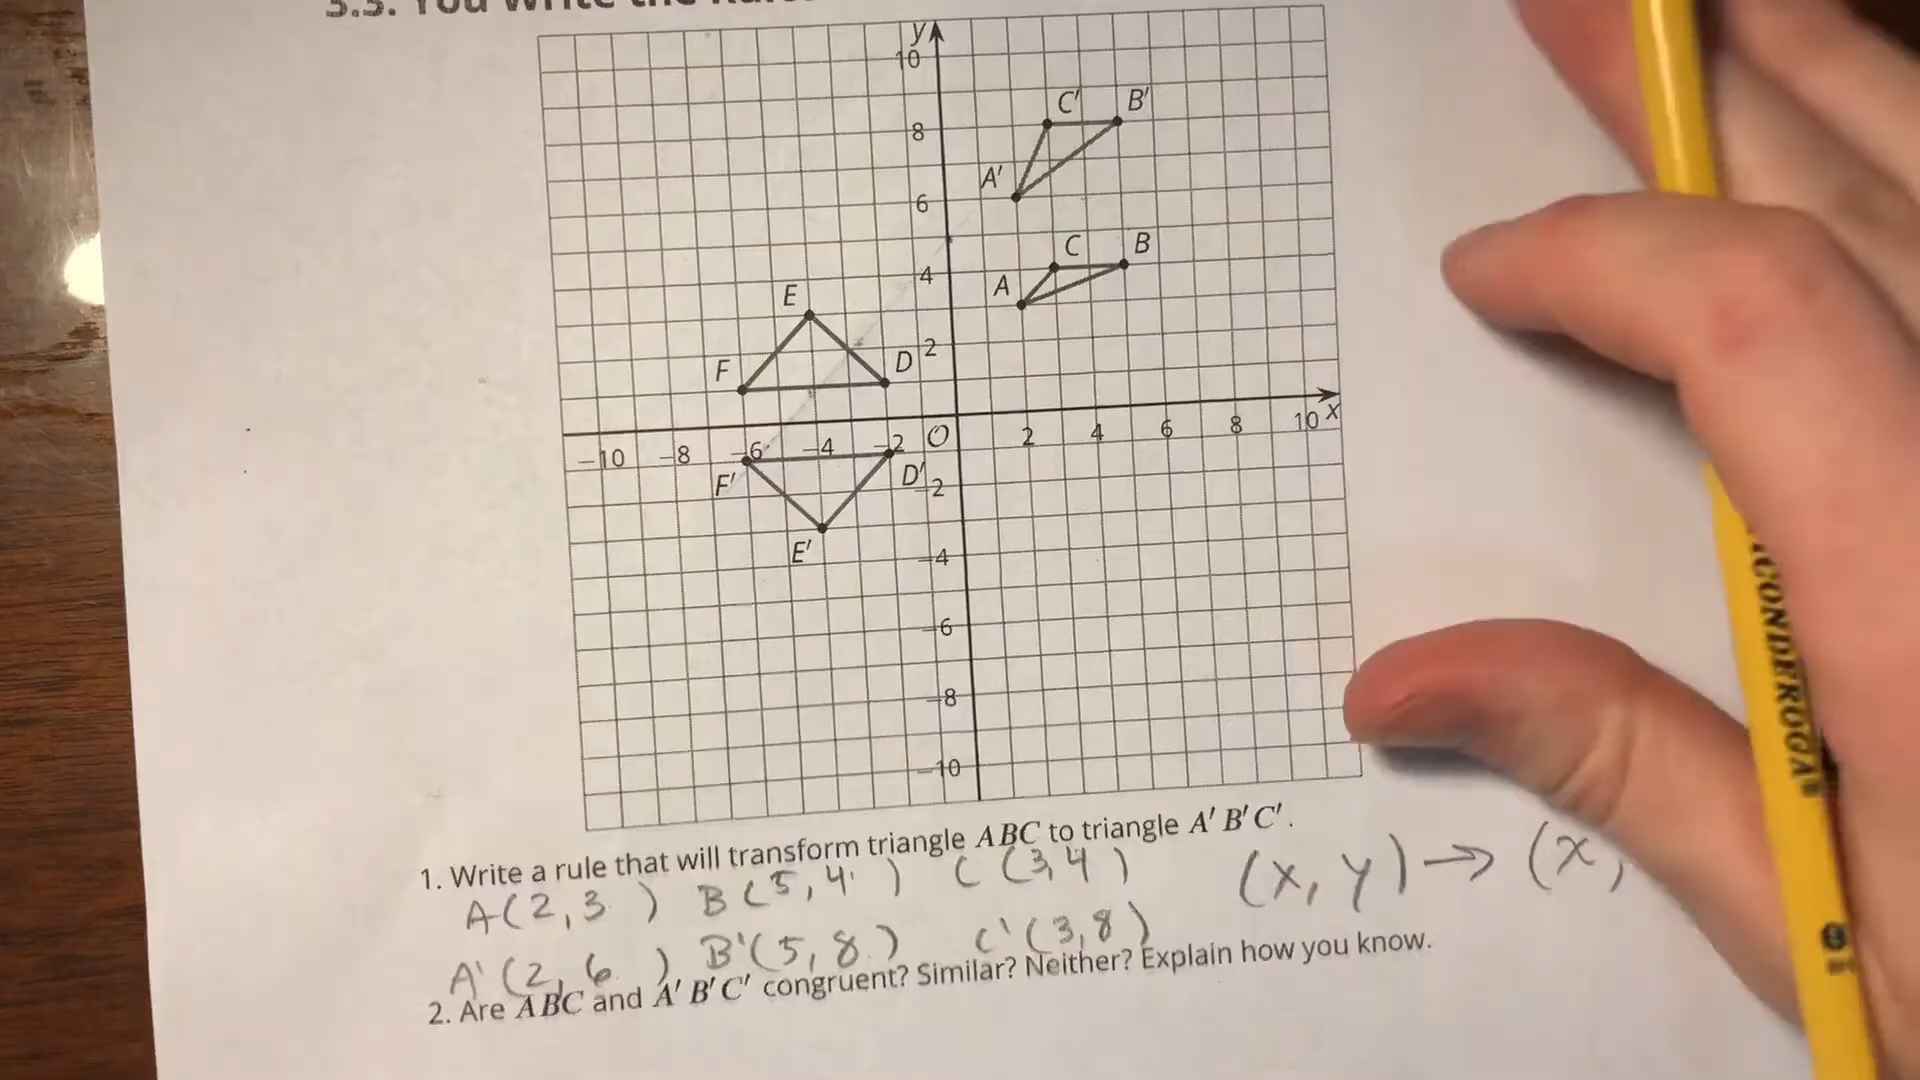 3.3: You Write the Rules
y
10
C' B'
8
A'
6
C B
4
A
E
F D 2
O 2 4 6 8 10 x
-10 -8 -6 -4 -2
F' D' -2
E' -4
-6
-8
-10
1. Write a rule that will transform triangle ABC to triangle A' B' C'.
A(2,3) B(5,4) C(3,4) (x,y)→(x,
A'(2,6) B'(5,8) C'(3,8)
2. Are ABC and A' B' C' congruent? Similar? Neither? Explain how you know.